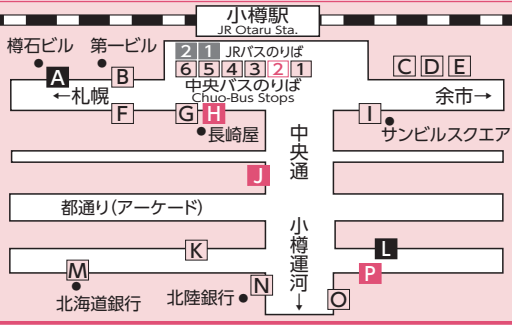 小樽駅
JR Otaru Sta.
樽石ビル
第一ビル
2 1 JRバスのりば
6 5 4 3 2 1
中央バスのりば
Chuo-Bus Stops
A
B
C D E
←札幌
余市→
F
G
H
I
長崎屋
サンビルスクエア
中央通
J
都通り(アーケード)
小樽運河→
K
L
M
北海道銀行
北陸銀行
N
O
P